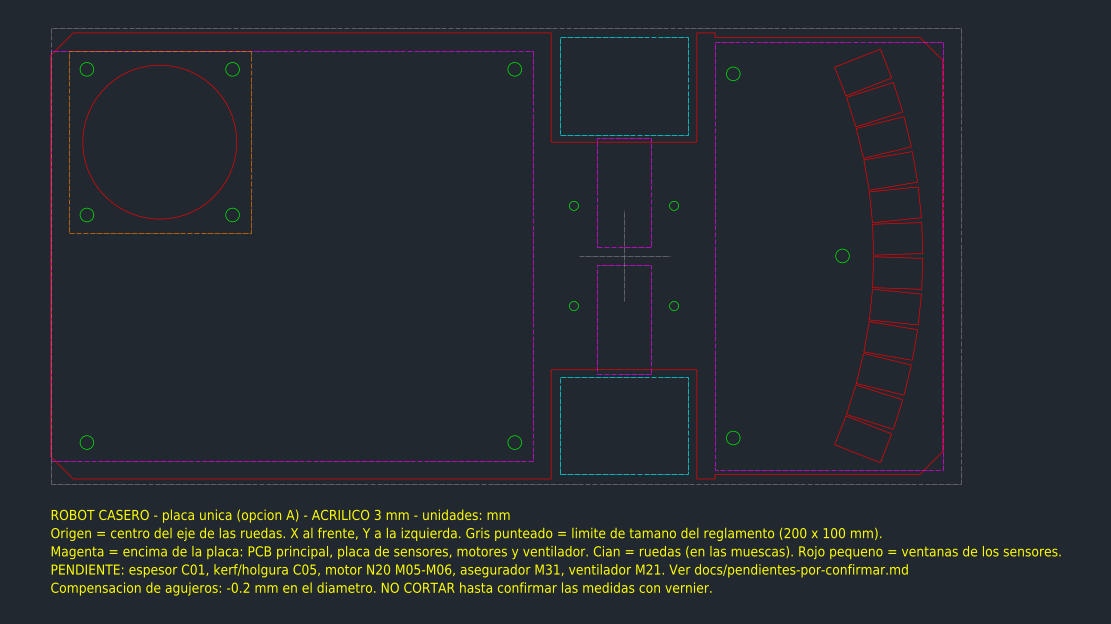 ROBOT CASERO - placa unica (opcion A) - ACRILICO 3 mm - unidades: mm
Origen = centro del eje de las ruedas. X al frente, Y a la izquierda. Gris punteado = limite de tamano del reglamento (200 x 100 mm).
Magenta = encima de la placa: PCB principal, placa de sensores, motores y ventilador. Cian = ruedas (en las muescas). Rojo pequeno = ventanas de los sensores.
PENDIENTE: espesor C01, kerf/holgura C05, motor N20 M05-M06, asegurador M31, ventilador M21. Ver docs/pendientes-por-confirmar.md
Compensacion de agujeros: -0.2 mm en el diametro. NO CORTAR hasta confirmar las medidas con vernier.